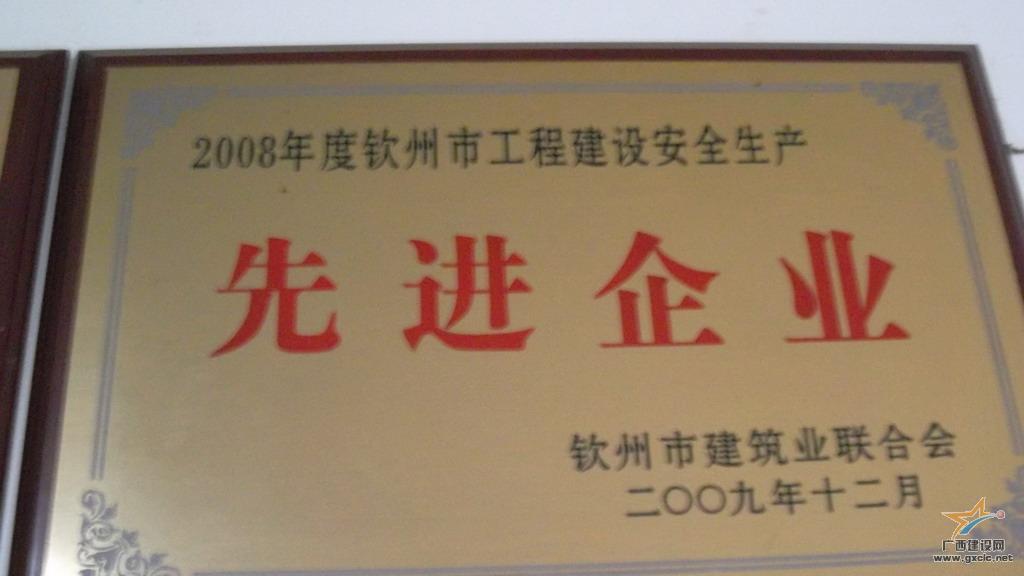 2008年度钦州市工程建设安全生产
先进企业
钦州市建筑业联合会
二〇〇九年十二月
广西建设网
www.gxcic.net